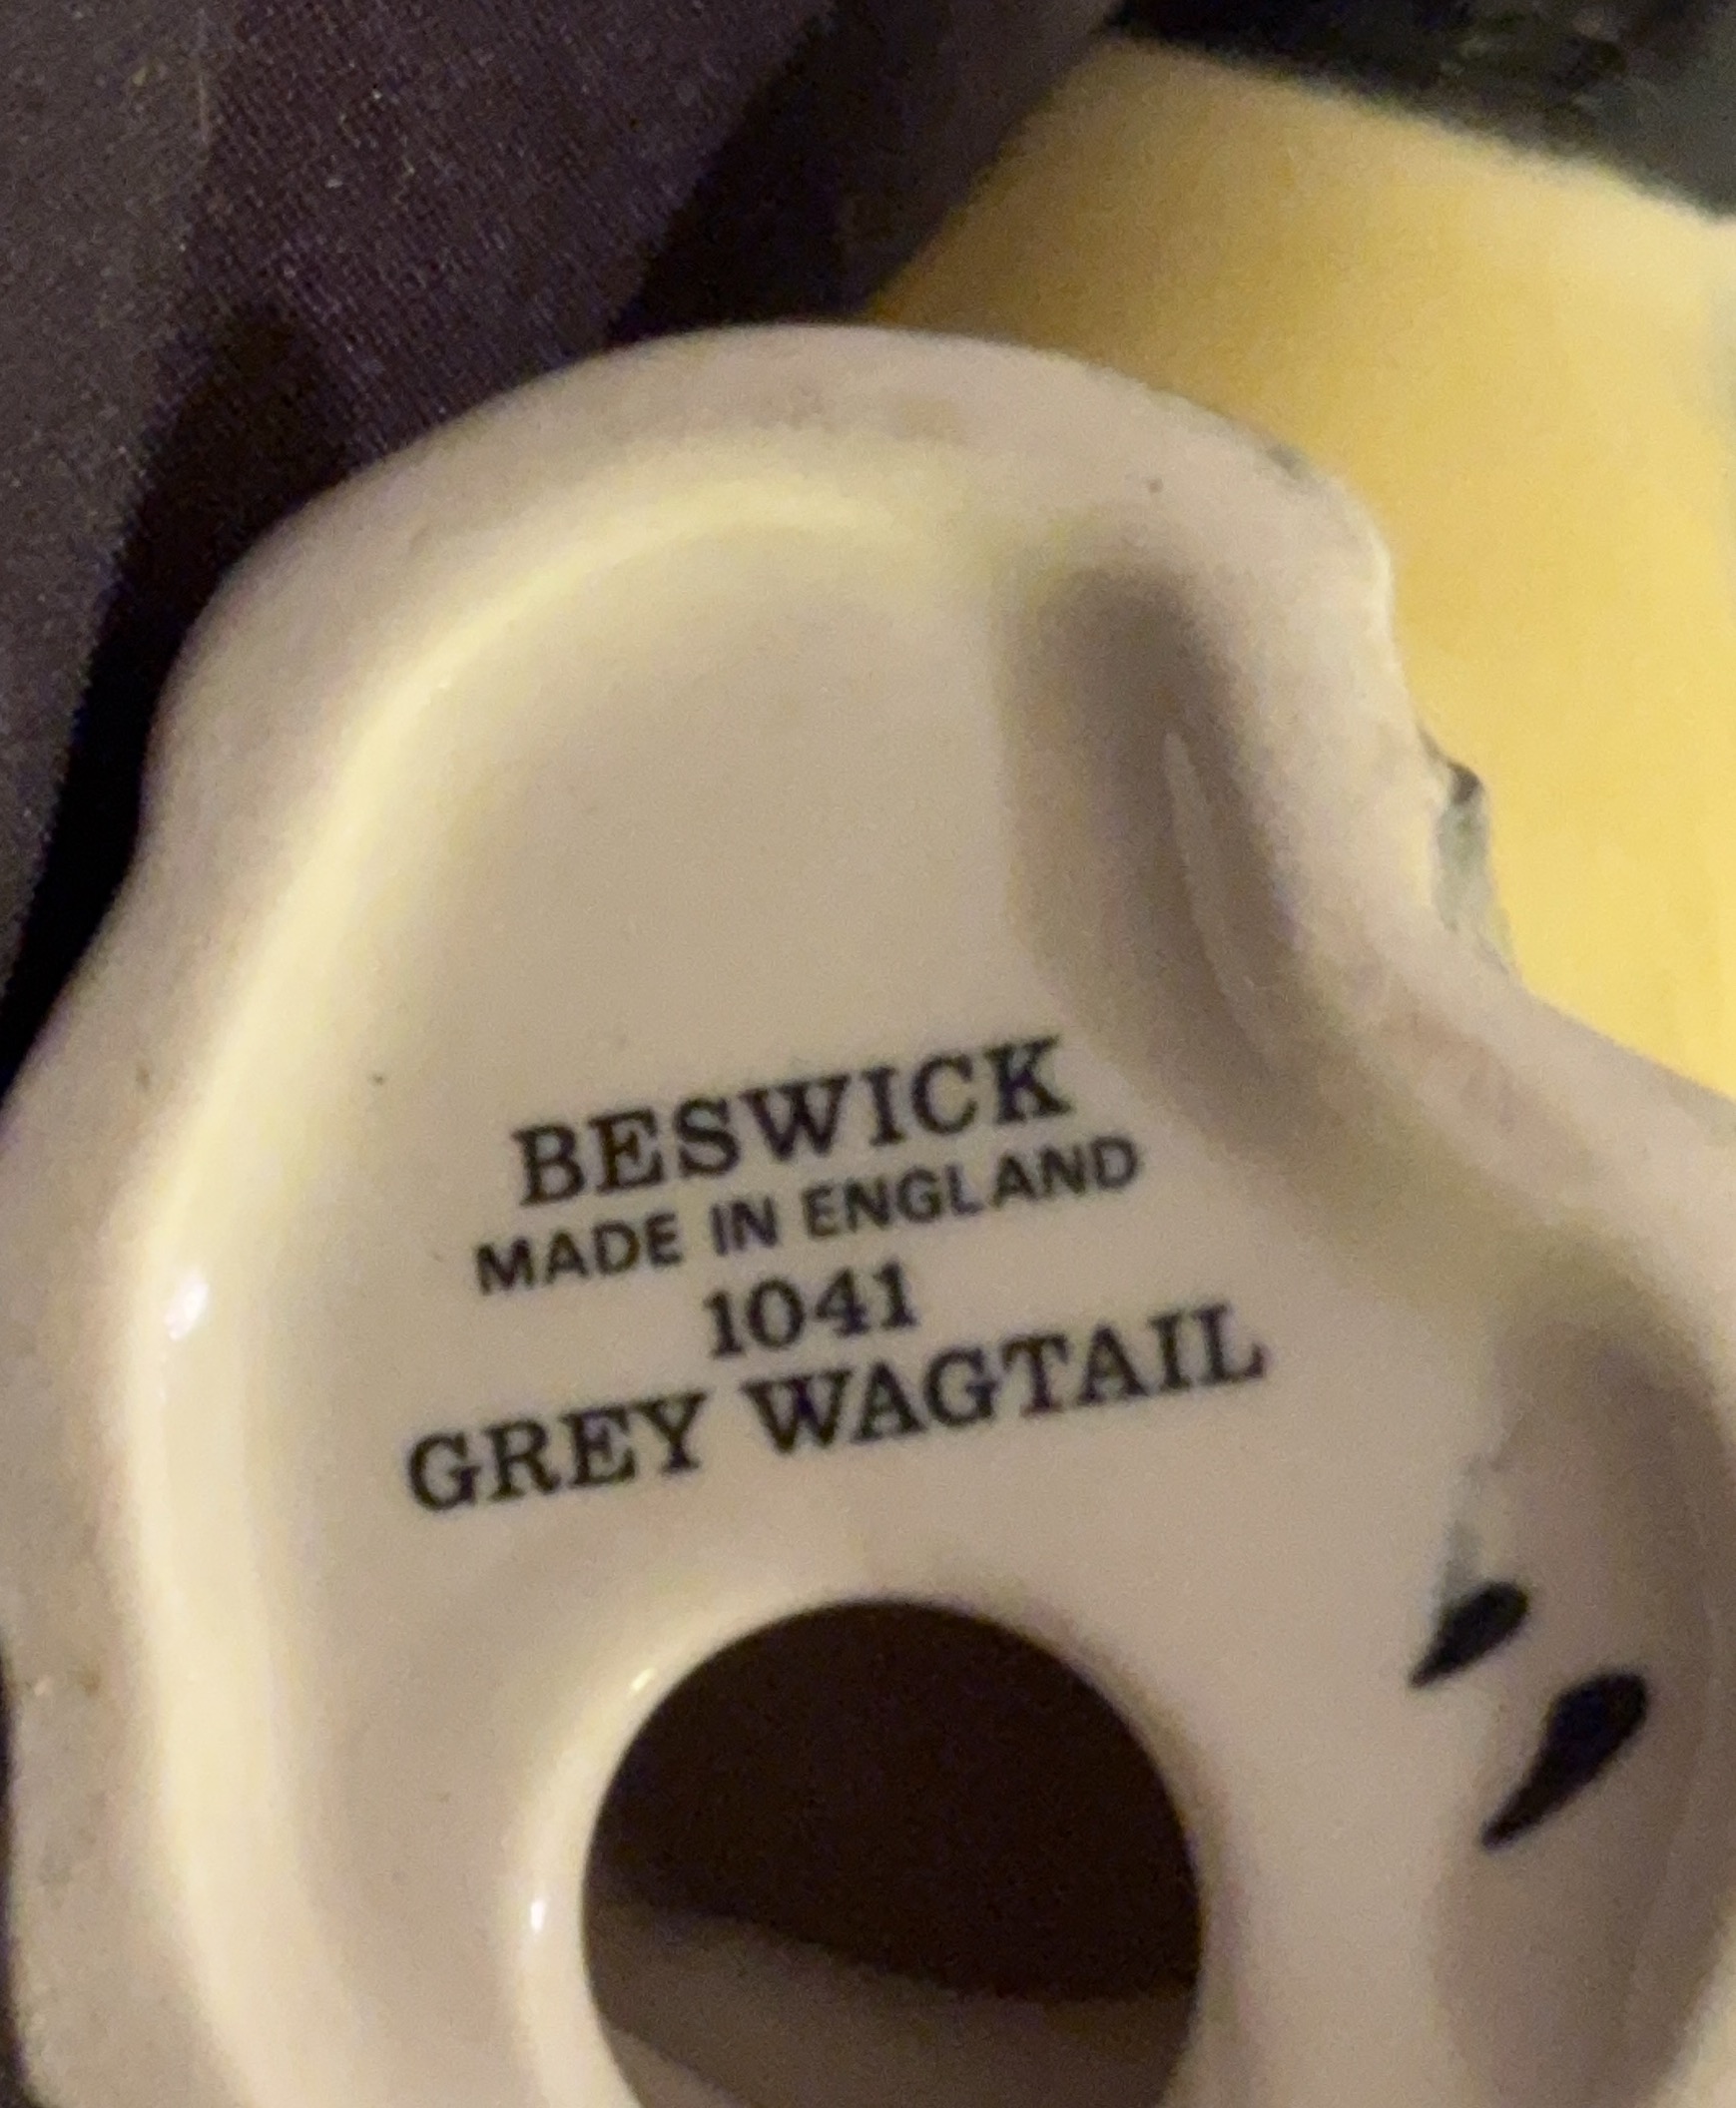 BESWICK
MADE IN ENGLAND
1041
GREY WAGTAIL